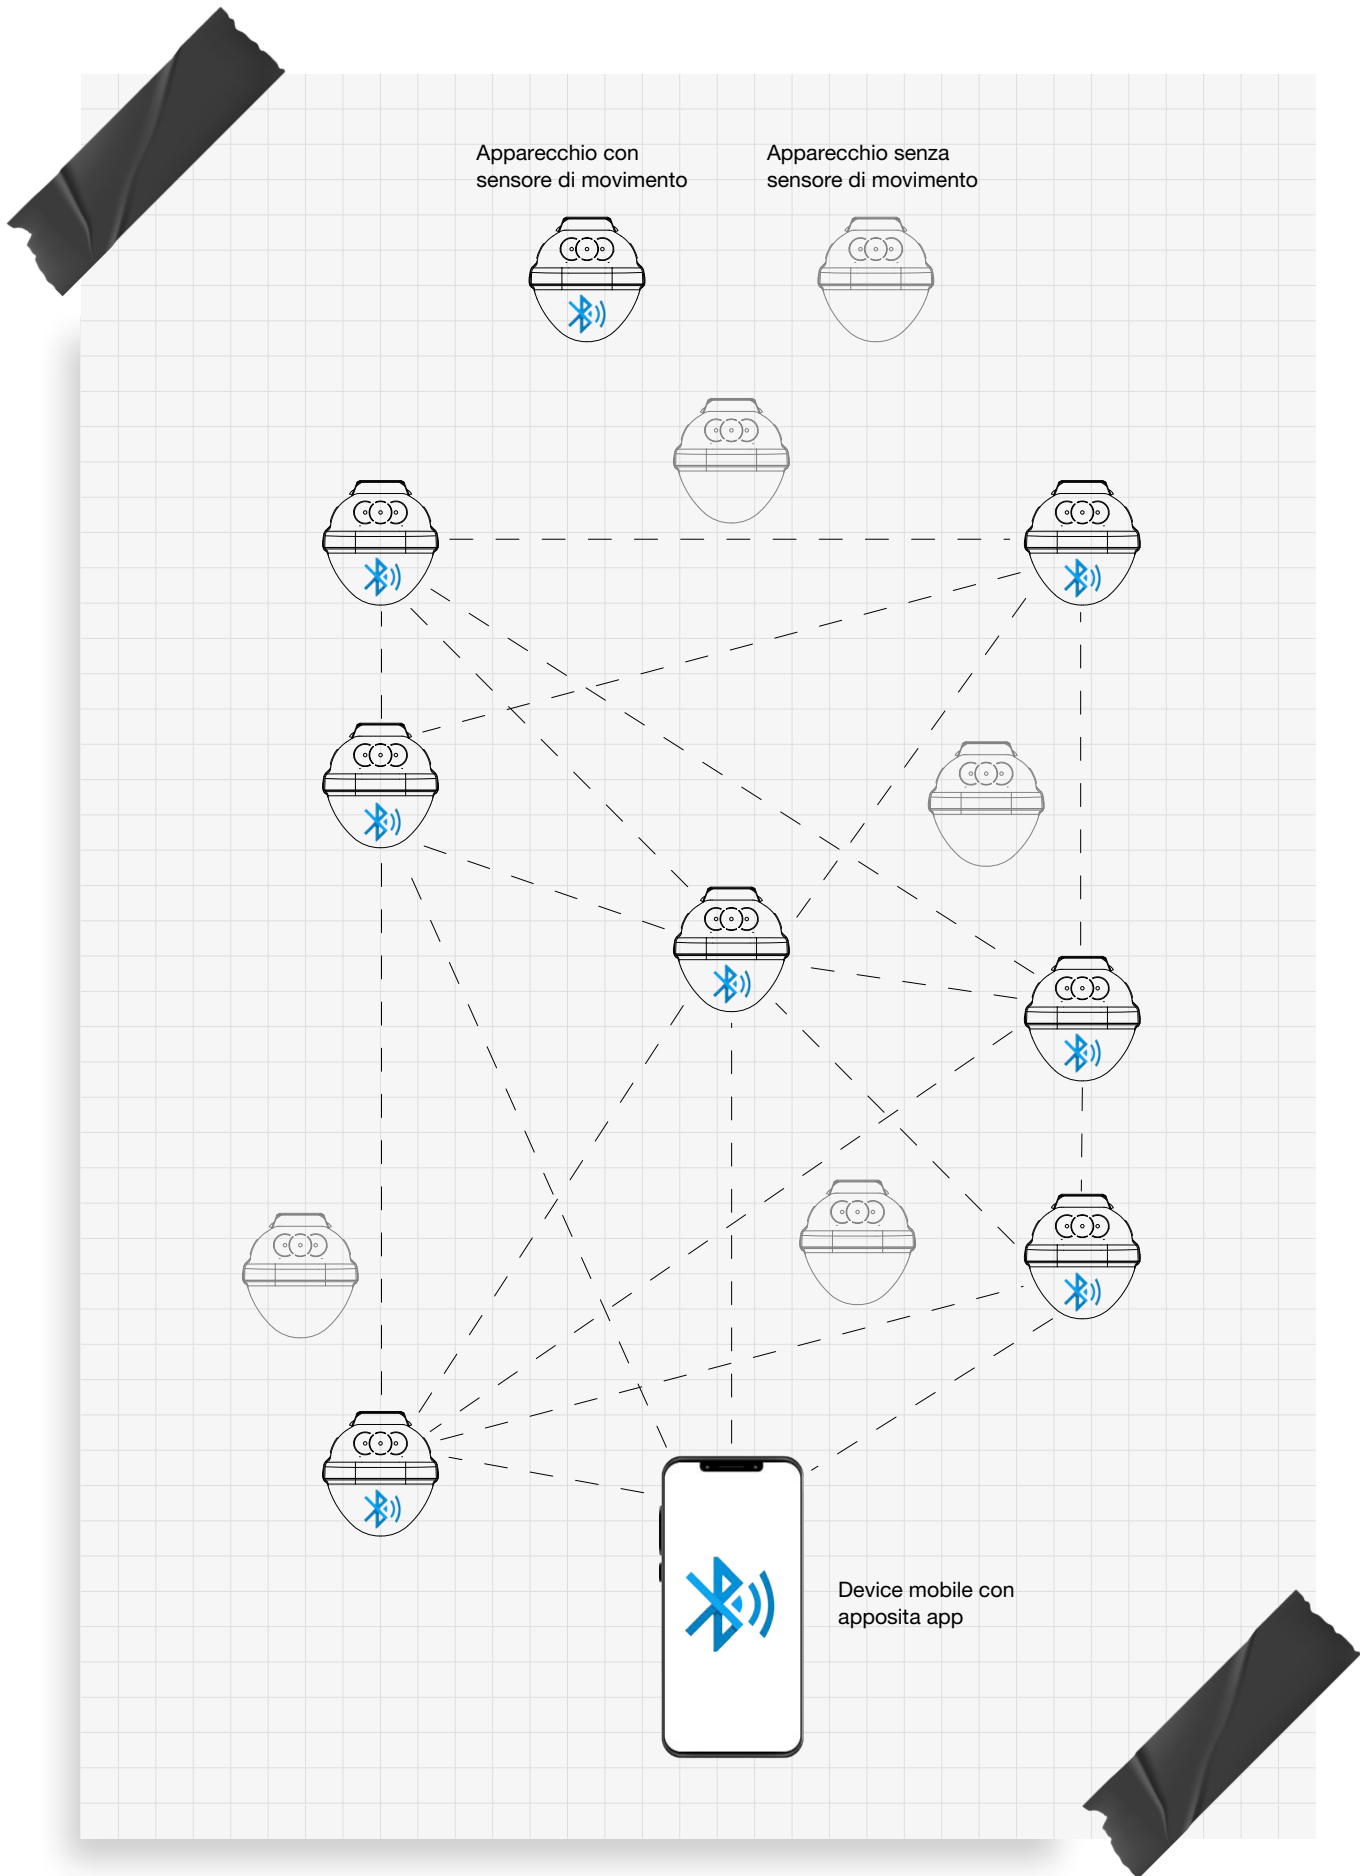 Apparecchio con
sensore di movimento
Apparecchio senza
sensore di movimento
Device mobile con
apposita app